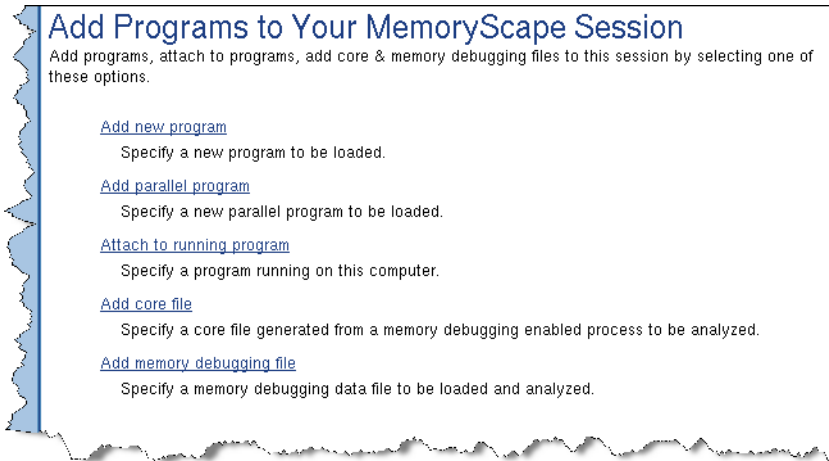 Add Programs to Your MemoryScape Session
Add programs, attach to programs, add core & memory debugging files to this session by selecting one of
these options.
Add new program
Specify a new program to be loaded.
Add parallel program
Specify a new parallel program to be loaded.
Attach to running program
Specify a program running on this computer.
Add core file
Specify a core file generated from a memory debugging enabled process to be analyzed.
Add memory debugging file
Specify a memory debugging data file to be loaded and analyzed.